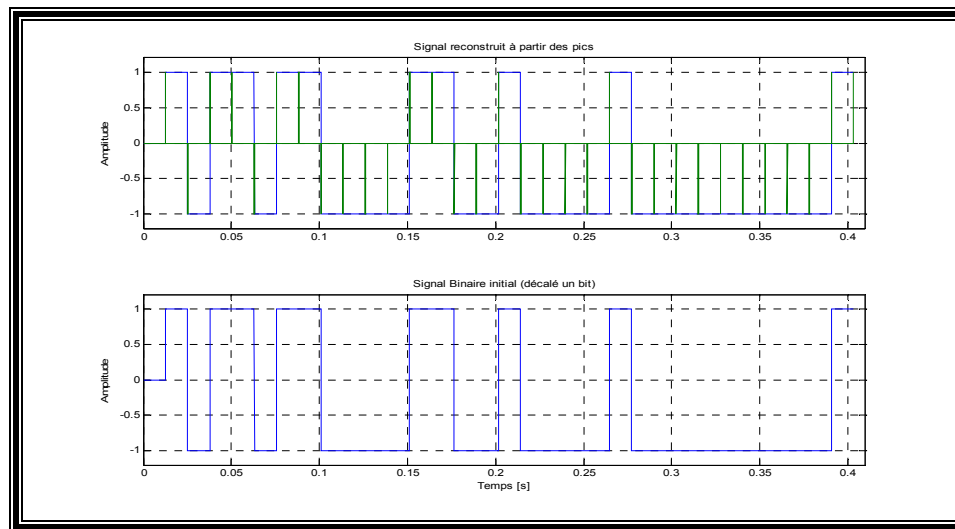 Signal reconstruit à partir des pics
1
0.5
0
-0.5
-1
Amplitude
0 0.05 0.1 0.15 0.2 0.25 0.3 0.35 0.4
Signal Binaire initial (décalé un bit)
1
0.5
0
-0.5
-1
Amplitude
0 0.05 0.1 0.15 0.2 0.25 0.3 0.35 0.4
Temps [s]